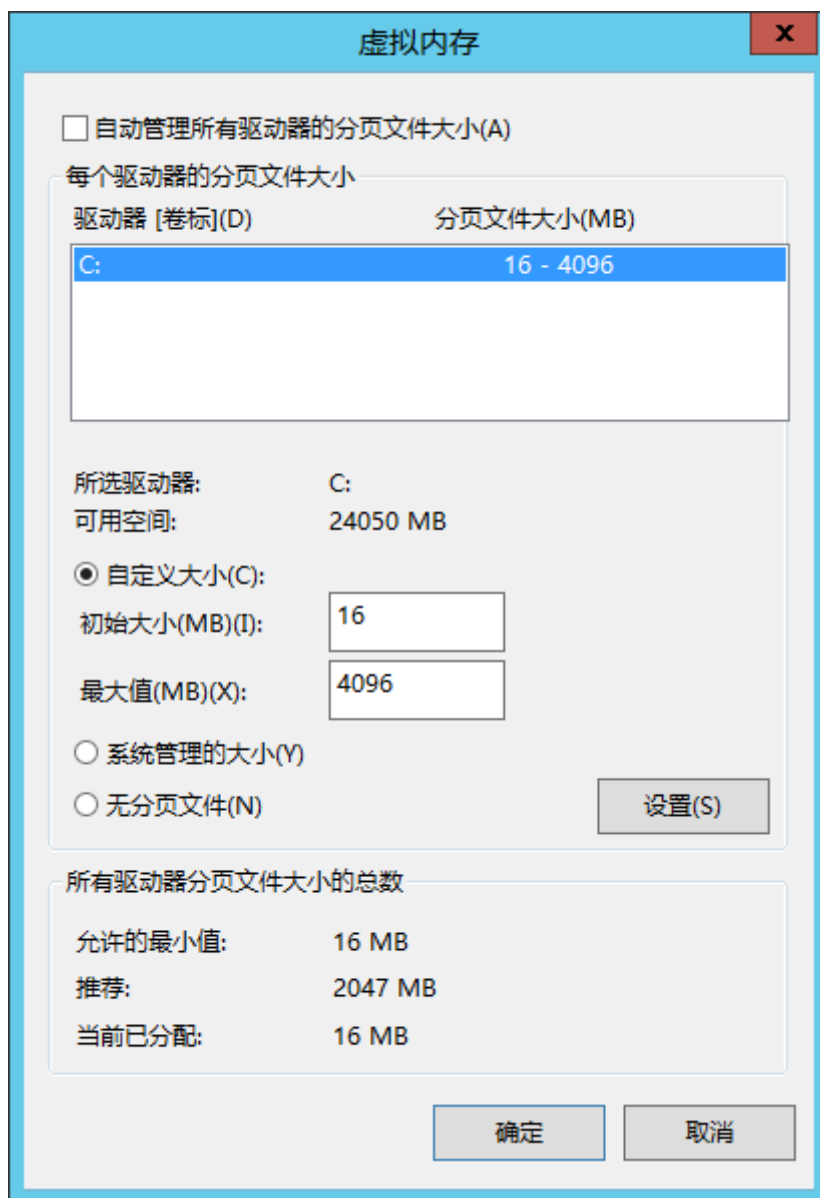 虚拟内存
x
自动管理所有驱动器的分页文件大小(A)
每个驱动器的分页文件大小
驱动器 [卷标](D) 分页文件大小(MB)
C: 16 - 4096
所选驱动器: C:
可用空间: 24050 MB
自定义大小(C):
初始大小(MB)(I): 16
最大值(MB)(X): 4096
系统管理的大小(Y)
无分页文件(N) 设置(S)
所有驱动器分页文件大小的总数
允许的最小值: 16 MB
推荐: 2047 MB
当前已分配: 16 MB
确定 取消